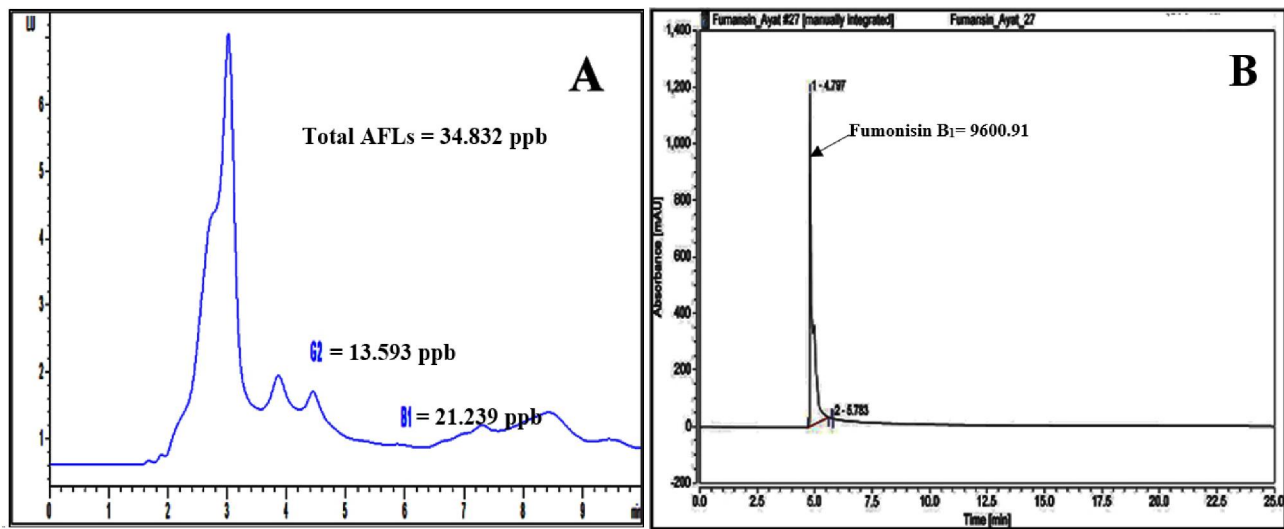 LU
A
Total AFLs = 34.832 ppb
G2 = 13.593 ppb
B1 = 21.239 ppb
7
6
5
4
3
2
1
0 1 2 3 4 5 6 7 8 9 min
Fumansin_Ayat #27 [manually integrated] Fumansin_Ayat_27
B
Absorbance [mAU]
1,400
1,200
1,000
800
600
400
200
0
-200
1 - 4.797
Fumonisin B1= 9600.91
2 - 5.783
0.0 2.5 5.0 7.5 10.0 12.5 15.0 17.5 20.0 22.5 25.0
Time [min]